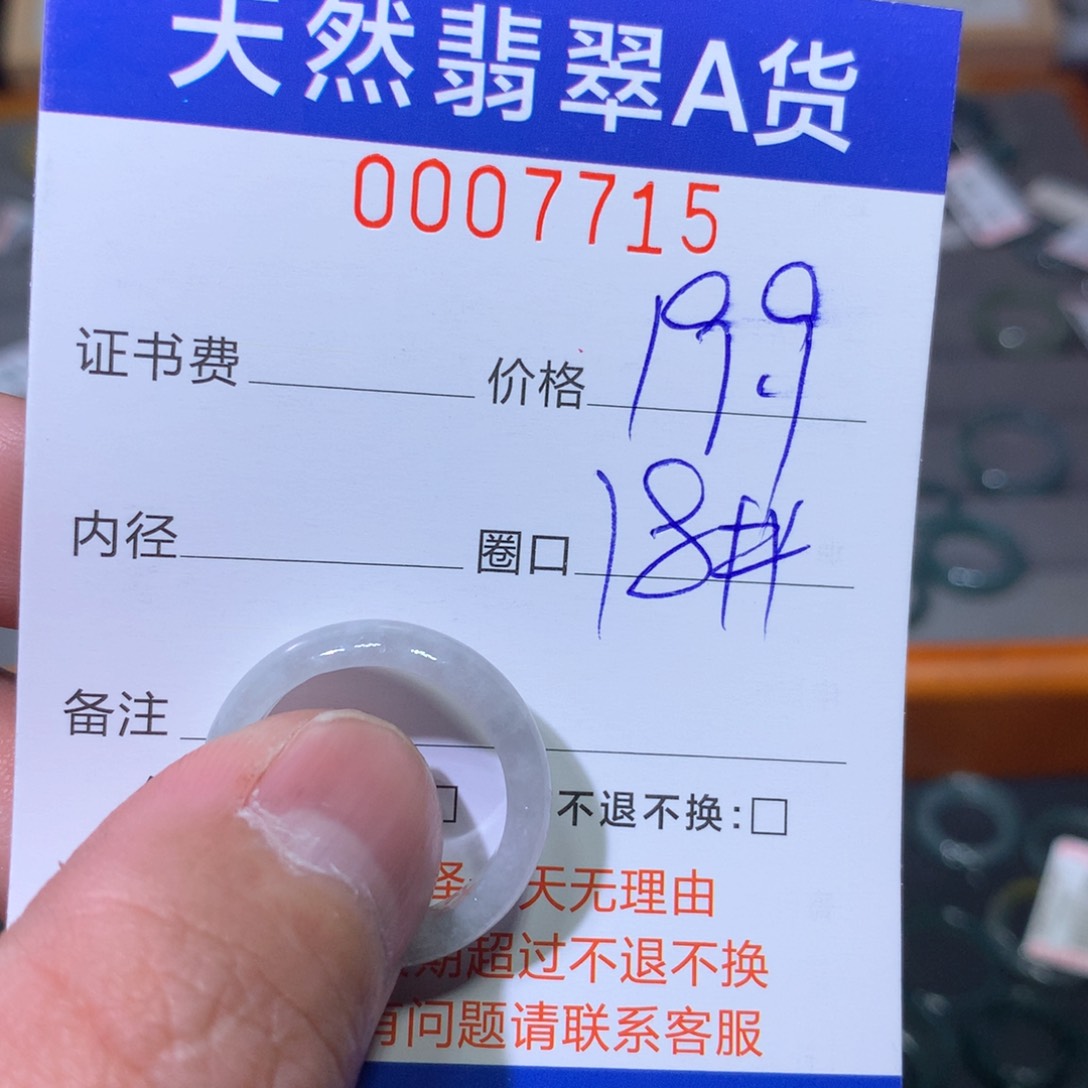 天然翡翠A货
0007715
证书费 价格 199
内径 圈口 18#
备注
不退不换:
天无理由
超过不退不换
有问题请联系客服